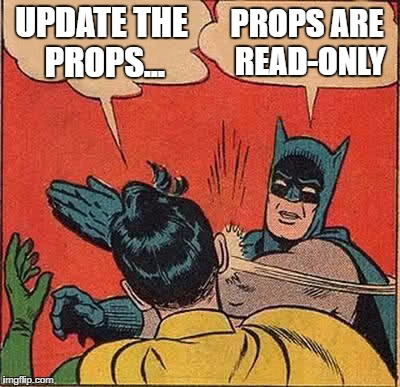 UPDATE THE
PROPS...
PROPS ARE
READ-ONLY
imgflip.com